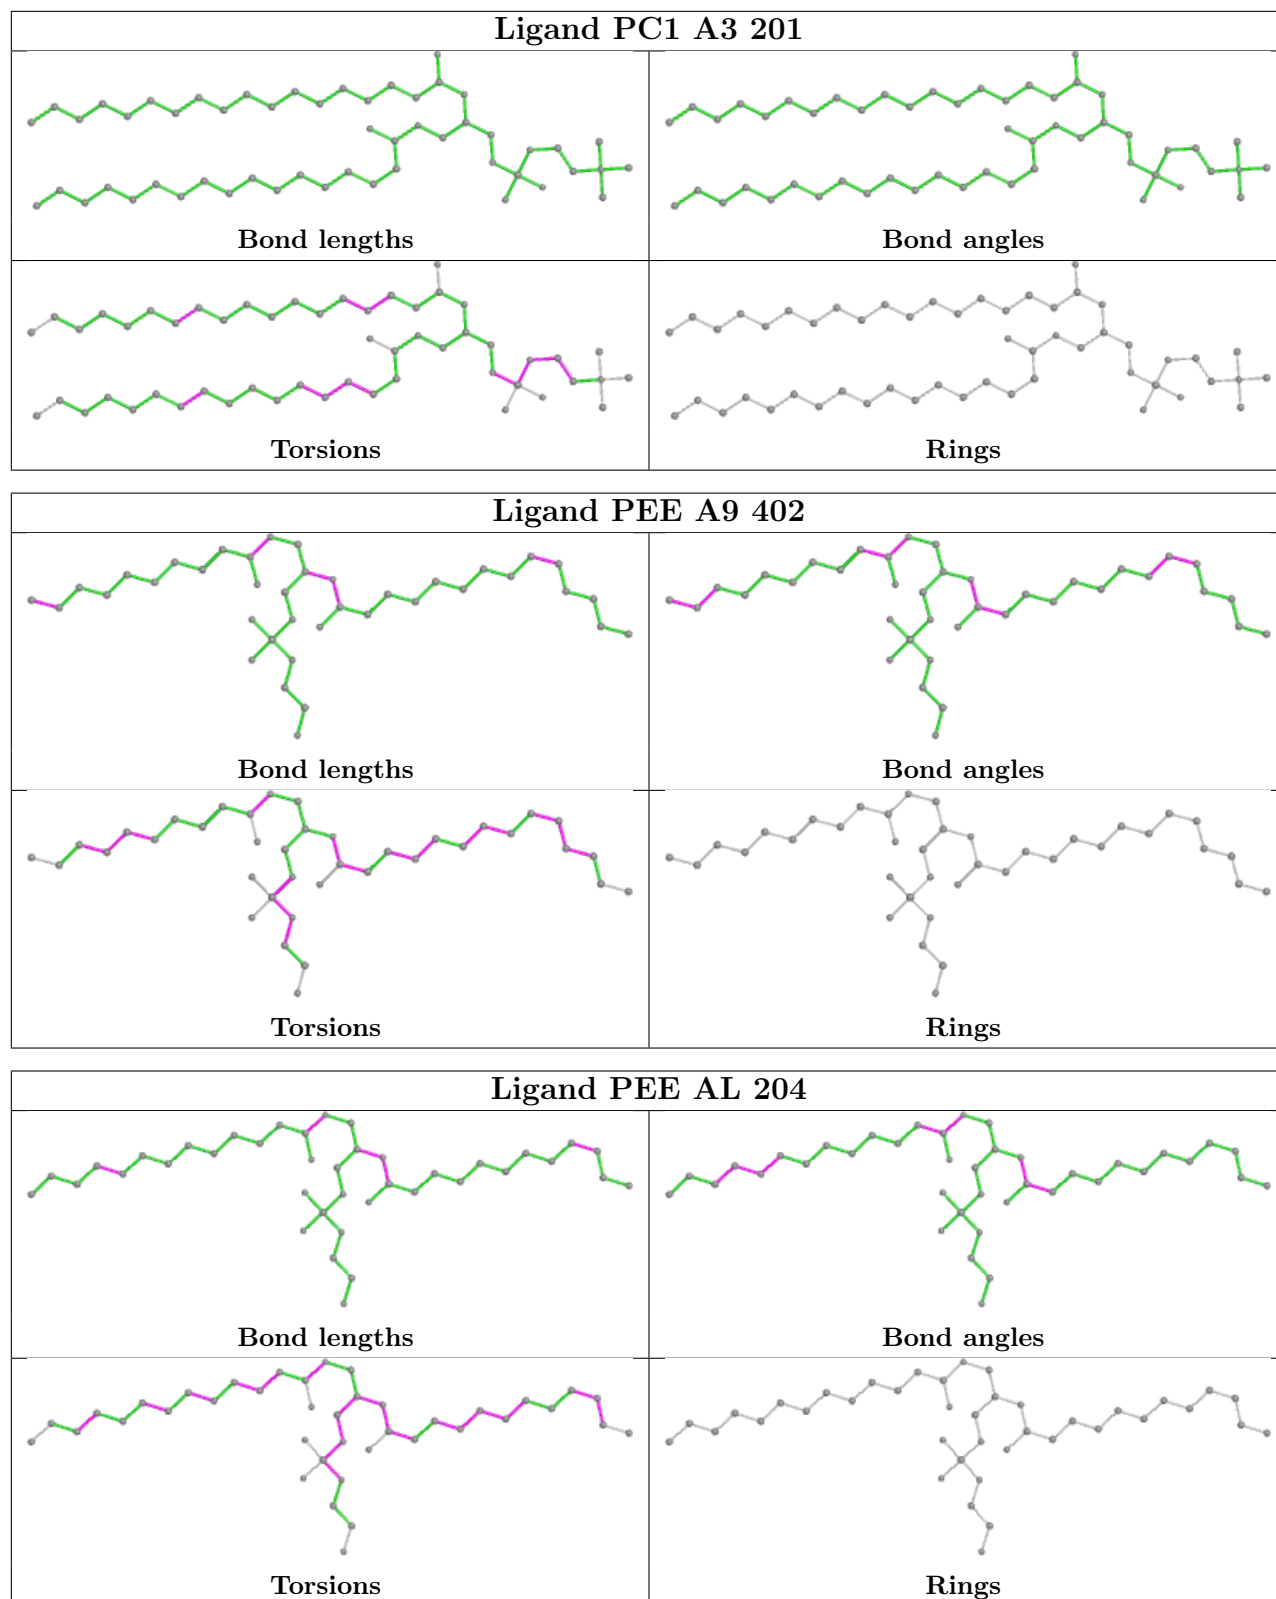 Ligand PC1 A3 201
Bond lengths
Bond angles
Torsions
Rings
Ligand PEE A9 402
Bond lengths
Bond angles
Torsions
Rings
Ligand PEE AL 204
Bond lengths
Bond angles
Torsions
Rings